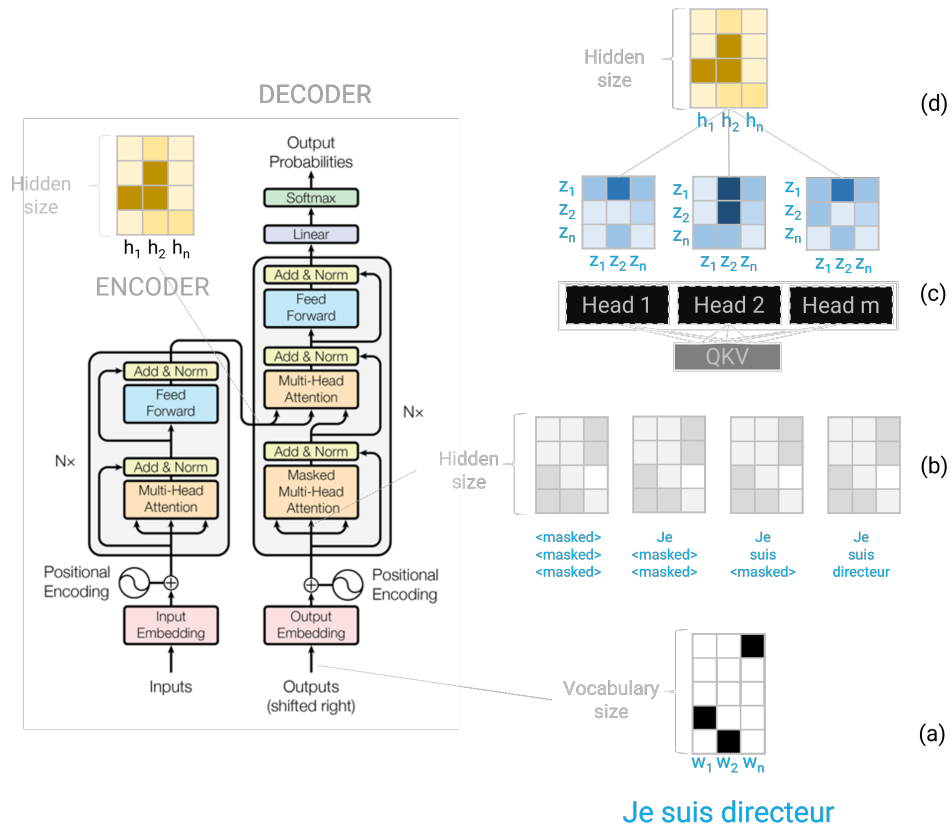 DECODER
Hidden
size
h1 h2 hn
ENCODER
Output
Probabilities
Softmax
Linear
Add & Norm
Feed
Forward
Add & Norm
Multi-Head
Attention
Add & Norm
Masked
Multi-Head
Attention
N×
Add & Norm
Feed
Forward
Add & Norm
Multi-Head
Attention
N×
Positional
Encoding
Positional
Encoding
Input
Embedding
Output
Embedding
Inputs
Outputs
(shifted right)
Hidden
size
h1 h2 hn
(d)
z1
z2
zn
z1 z2 zn
z1
z2
zn
z1 z2 zn
z1
z2
zn
z1 z2 zn
(c)
Head 1
Head 2
Head m
QKV
Hidden
size
(b)
<masked>
<masked>
<masked>
Je
<masked>
<masked>
Je
suis
<masked>
Je
suis
directeur
Vocabulary
size
(a)
w1 w2 wn
Je suis directeur